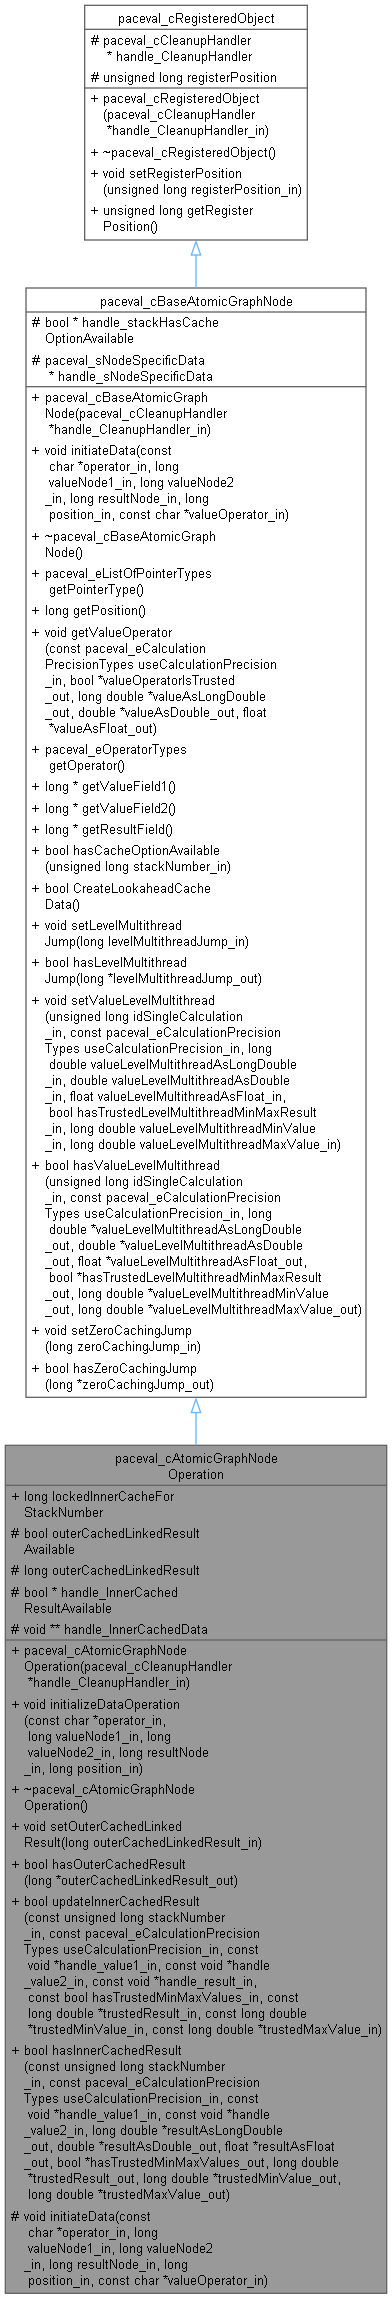 paceval_cRegisteredObject
# paceval_cCleanupHandler
* handle_CleanupHandler
# unsigned long registerPosition
+ paceval_cRegisteredObject
(paceval_cCleanupHandler
*handle_CleanupHandler_in)
+ ~paceval_cRegisteredObject()
+ void setRegisterPosition
(unsigned long registerPosition_in)
+ unsigned long getRegister
Position()
paceval_cBaseAtomicGraphNode
# bool * handle_stackHasCache
OptionAvailable
# paceval_sNodeSpecificData
* handle_sNodeSpecificData
+ paceval_cBaseAtomicGraph
Node(paceval_cCleanupHandler
*handle_CleanupHandler_in)
+ void initiateData(const
char *operator_in, long
valueNode1_in, long valueNode2
_in, long resultNode_in, long
position_in, const char *valueOperator_in)
+ ~paceval_cBaseAtomicGraph
Node()
+ paceval_eListOfPointerTypes
getPointerType()
+ long getPosition()
+ void getValueOperator
(const paceval_eCalculation
PrecisionTypes useCalculationPrecision
_in, bool *valueOperatorIsTrusted
_out, long double *valueAsLongDouble
_out, double *valueAsDouble_out, float
*valueAsFloat_out)
+ paceval_eOperatorTypes
getOperator()
+ long * getValueField1()
+ long * getValueField2()
+ long * getResultField()
+ bool hasCacheOptionAvailable
(unsigned long stackNumber_in)
+ bool CreateLookaheadCache
Data()
+ void setLevelMultithread
Jump(long levelMultithreadJump_in)
+ bool hasLevelMultithread
Jump(long *levelMultithreadJump_out)
+ void setValueLevelMultithread
(unsigned long idSingleCalculation
_in, const paceval_eCalculationPrecision
Types useCalculationPrecision_in, long
double valueLevelMultithreadAsLongDouble
_in, double valueLevelMultithreadAsDouble
_in, float valueLevelMultithreadAsFloat_in,
bool hasTrustedLevelMultithreadMinMaxResult
_in, long double valueLevelMultithreadMinValue
_in, long double valueLevelMultithreadMaxValue_in)
+ bool hasValueLevelMultithread
(unsigned long idSingleCalculation
_in, const paceval_eCalculationPrecision
Types useCalculationPrecision_in, long
double *valueLevelMultithreadAsLongDouble
_out, double *valueLevelMultithreadAsDouble
_out, float *valueLevelMultithreadAsFloat_out,
bool *hasTrustedLevelMultithreadMinMaxResult
_out, long double *valueLevelMultithreadMinValue
_out, long double *valueLevelMultithreadMaxValue_out)
+ void setZeroCachingJump
(long zeroCachingJump_in)
+ bool hasZeroCachingJump
(long *zeroCachingJump_out)
paceval_cAtomicGraphNode
Operation
+ long lockedInnerCacheFor
StackNumber
# bool outerCachedLinkedResult
Available
# long outerCachedLinkedResult
# bool * handle_InnerCached
ResultAvailable
# void ** handle_InnerCachedData
+ paceval_cAtomicGraphNode
Operation(paceval_cCleanupHandler
*handle_CleanupHandler_in)
+ void initializeDataOperation
(const char *operator_in,
long valueNode1_in, long
valueNode2_in, long resultNode
_in, long position_in)
+ ~paceval_cAtomicGraphNode
Operation()
+ void setOuterCachedLinked
Result(long outerCachedLinkedResult_in)
+ bool hasOuterCachedResult
(long *outerCachedLinkedResult_out)
+ bool updateInnerCachedResult
(const unsigned long stackNumber
_in, const paceval_eCalculationPrecision
Types useCalculationPrecision_in, const
void *handle_value1_in, const void *handle
_value2_in, const void *handle_result_in,
const bool hasTrustedMinMaxValues_in, const
long double *trustedResult_in, const long double
*trustedMinValue_in, const long double *trustedMaxValue_in)
+ bool hasInnerCachedResult
(const unsigned long stackNumber
_in, const paceval_eCalculationPrecision
Types useCalculationPrecision_in, const
void *handle_value1_in, const void *handle
_value2_in, long double *resultAsLongDouble
_out, double *resultAsDouble_out, float *resultAsFloat
_out, bool *hasTrustedMinMaxValues_out, long double
*trustedResult_out, long double *trustedMinValue_out,
long double *trustedMaxValue_out)
# void initiateData(const
char *operator_in, long
valueNode1_in, long valueNode2
_in, long resultNode_in, long
position_in, const char *valueOperator_in)